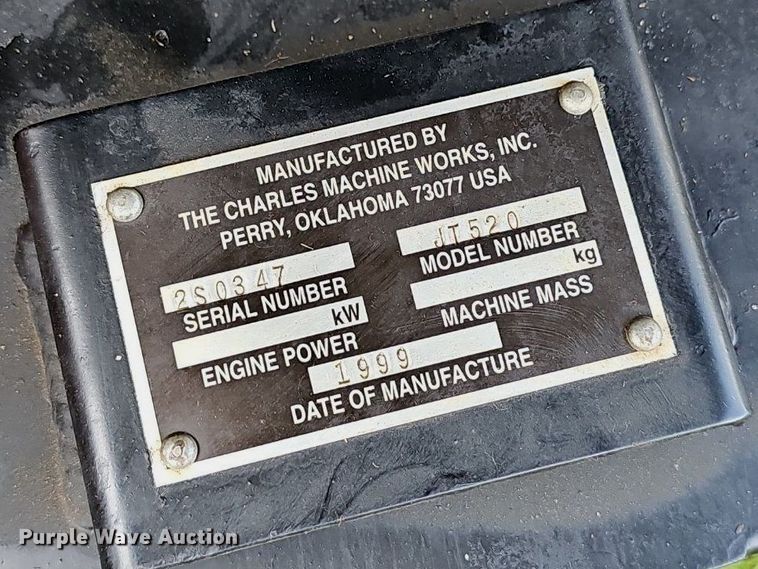 MANUFACTURED BY
THE CHARLES MACHINE WORKS, INC.
PERRY, OKLAHOMA 73077 USA
2S0347
SERIAL NUMBER
JT520
MODEL NUMBER
kW
ENGINE POWER
kg
MACHINE MASS
1999
DATE OF MANUFACTURE
Purple Wave Auction